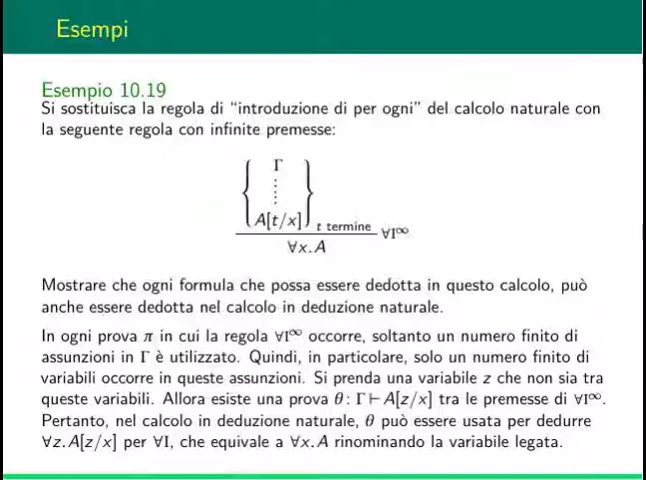 Esempi
Esempio 10.19
Si sostituisca la regola di “introduzione di per ogni” del calcolo naturale con
la seguente regola con infinite premesse:
Γ
⋮
A[t/x]
t termine
∀I∞
∀x.A
Mostrare che ogni formula che possa essere dedotta in questo calcolo, può
anche essere dedotta nel calcolo in deduzione naturale.
In ogni prova π in cui la regola ∀I∞ occorre, soltanto un numero finito di
assunzioni in Γ è utilizzato. Quindi, in particolare, solo un numero finito di
variabili occorre in queste assunzioni. Si prenda una variabile z che non sia tra
queste variabili. Allora esiste una prova θ: Γ ⊢ A[z/x] tra le premesse di ∀I∞.
Pertanto, nel calcolo in deduzione naturale, θ può essere usata per dedurre
∀z.A[z/x] per ∀I, che equivale a ∀x.A rinominando la variabile legata.